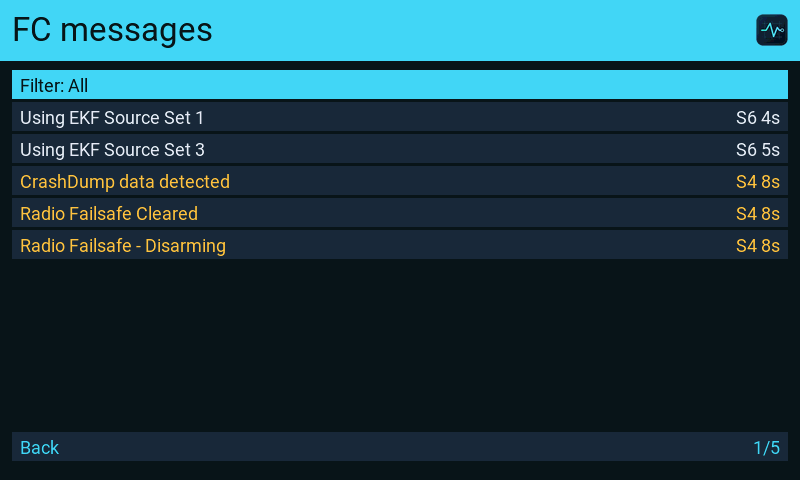 FC messages
Filter: All
Using EKF Source Set 1 S6 4s
Using EKF Source Set 3 S6 5s
CrashDump data detected S4 8s
Radio Failsafe Cleared S4 8s
Radio Failsafe - Disarming S4 8s
Back 1/5